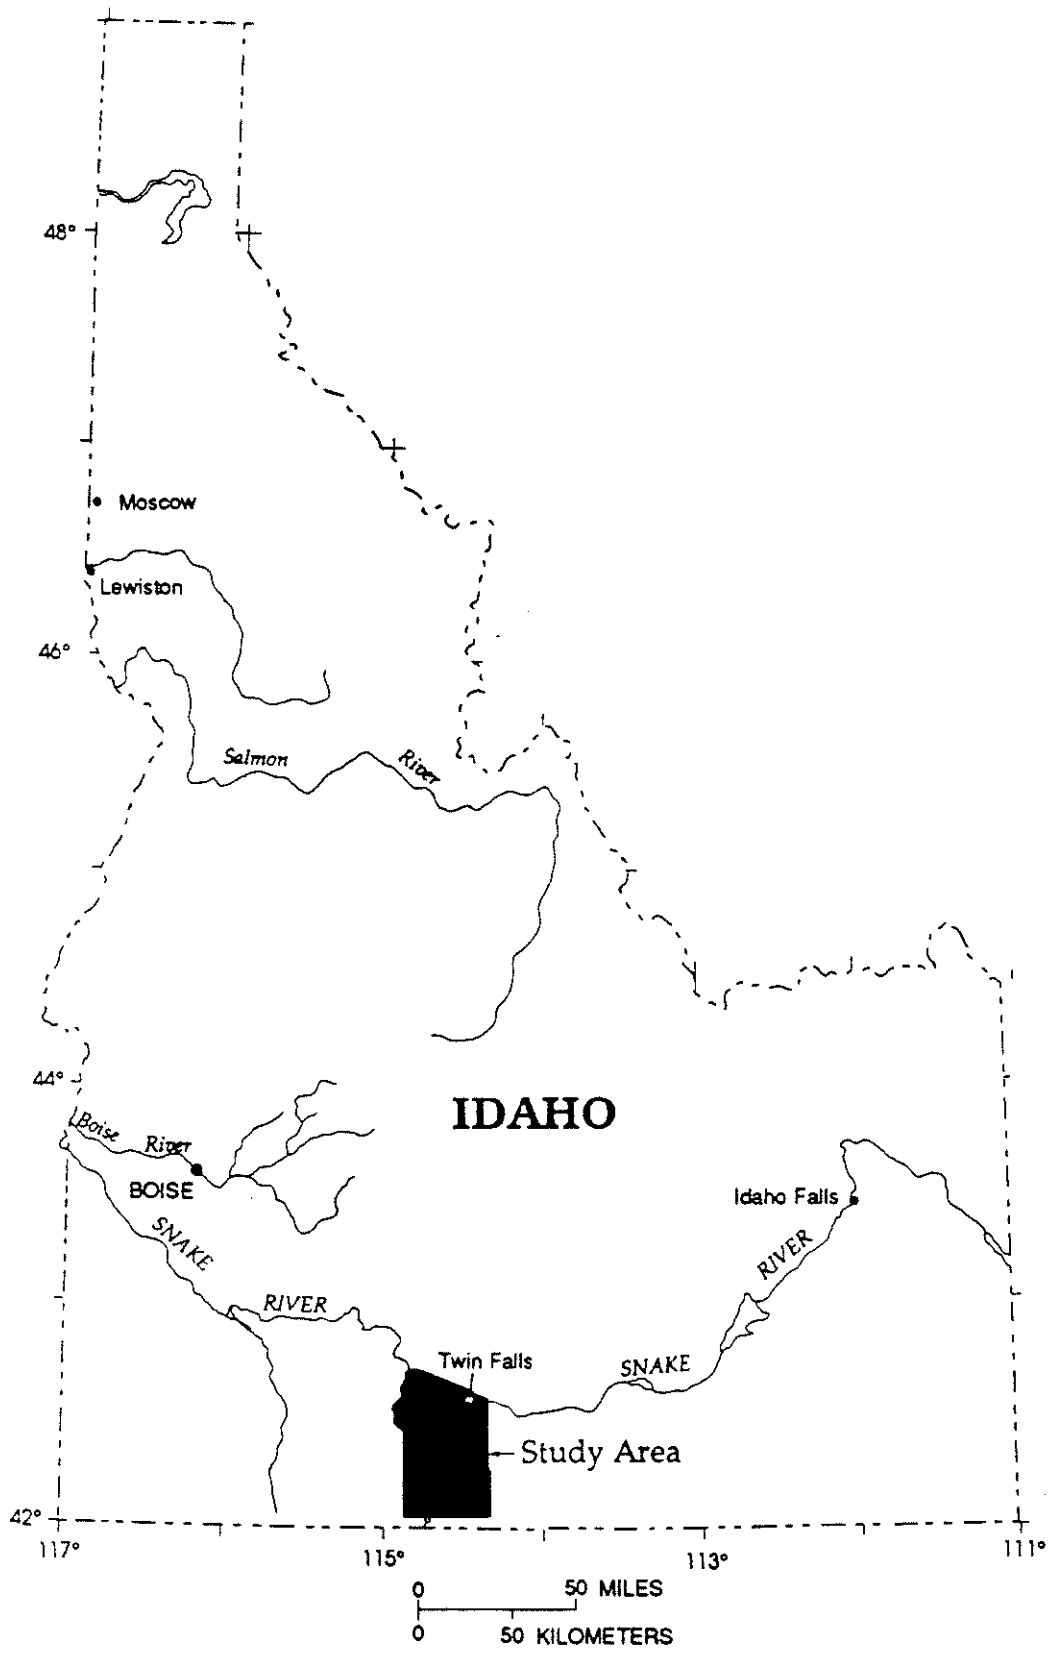 48°
Moscow
Lewiston
46°
Salmon River
44°
IDAHO
Boise River
BOISE
Idaho Falls
SNAKE
RIVER
RIVER
Twin Falls
SNAKE
Study Area
42°
117°
115°
113°
111°
0 50 MILES
0 50 KILOMETERS